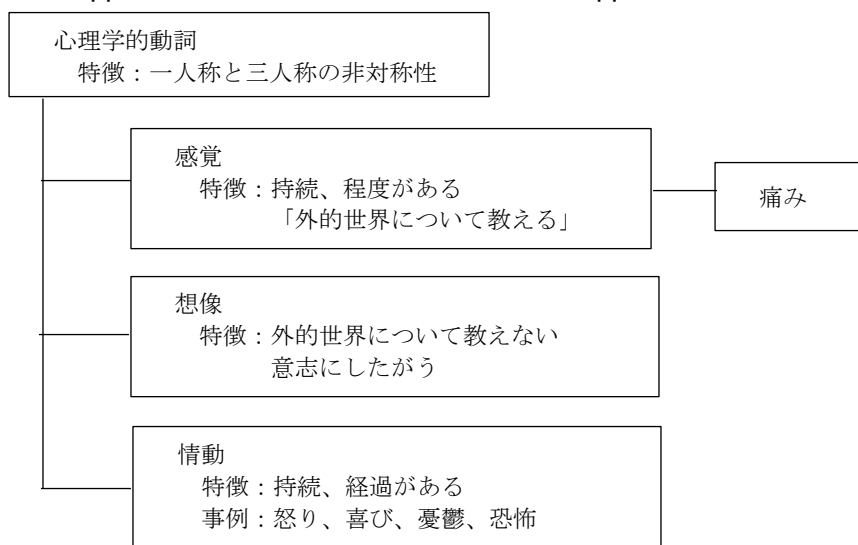 心理学的動詞
特徴：一人称と三人称の非対称性
感覚
特徴：持続、程度がある
「外的世界について教える」
痛み
想像
特徴：外的世界について教えない
意志にしたがう
情動
特徴：持続、経過がある
事例：怒り、喜び、憂鬱、恐怖